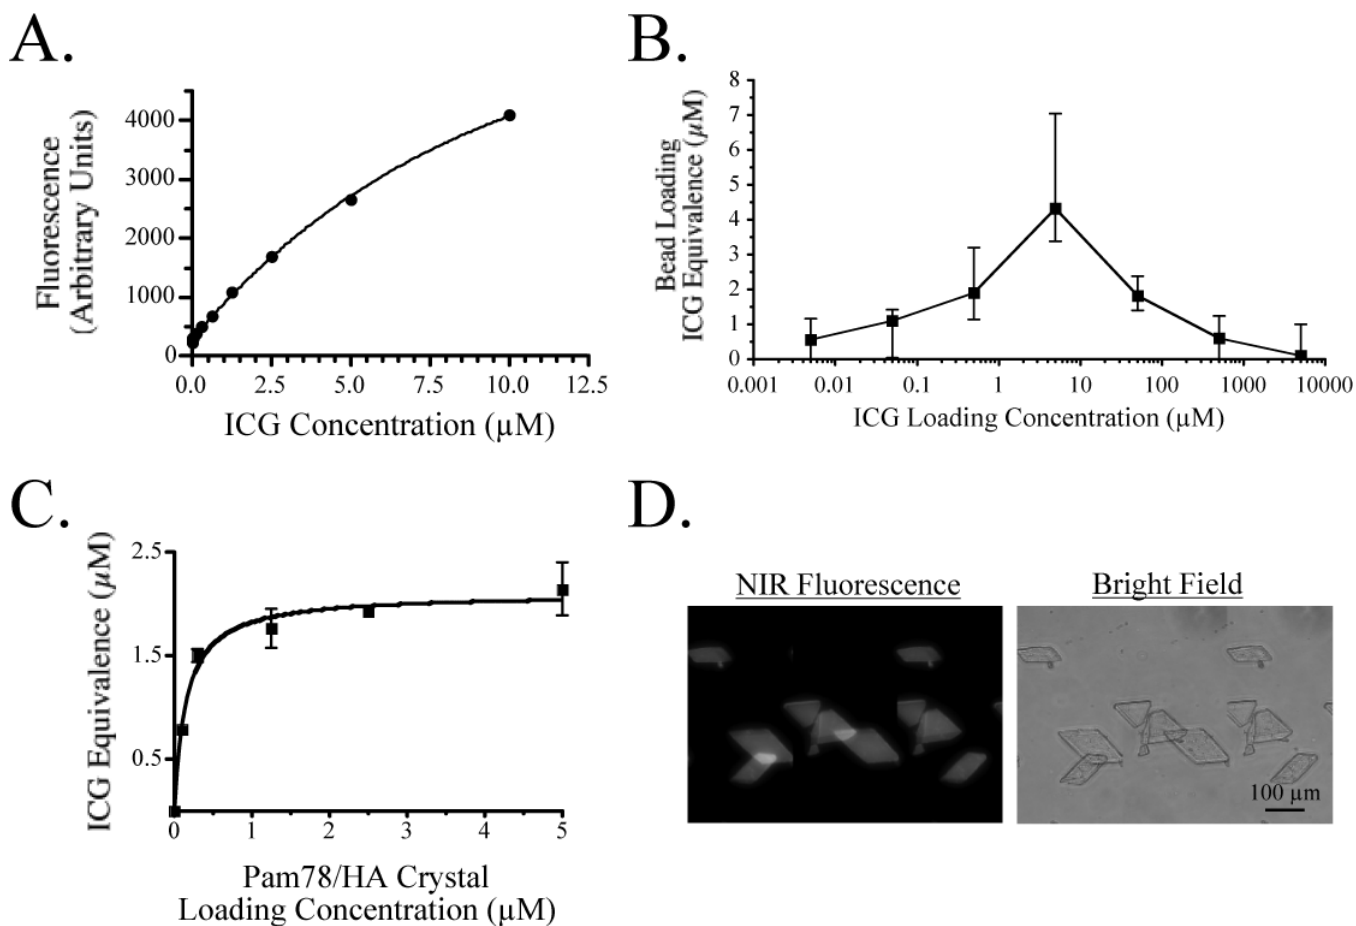 A.
Fluorescence
(Arbitrary Units)
4000
3000
2000
1000
0
0.0 2.5 5.0 7.5 10.0 12.5
ICG Concentration (µM)
B.
Bead Loading
ICG Equivalence (µM)
8
7
6
5
4
3
2
1
0
0.001 0.01 0.1 1 10 100 1000 10000
ICG Loading Concentration (µM)
C.
ICG Equivalence (µM)
2.5
1.5
0.5
0 1 2 3 4 5
Pam78/HA Crystal
Loading Concentration (µM)
D.
NIR Fluorescence
Bright Field
100 µm